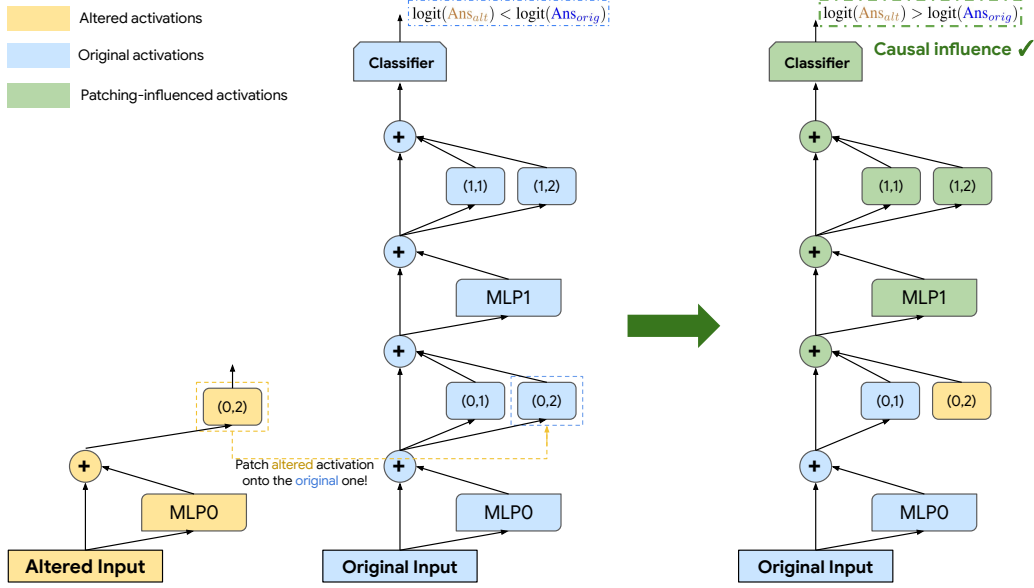 Altered activations
Original activations
Patching-influenced activations
logit(Ans_alt) < logit(Ans_orig)
Classifier
+
(1,1)
(1,2)
+
MLP1
+
(0,1)
(0,2)
+
MLP0
Original Input
(0,2)
+
MLP0
Altered Input
Patch altered activation
onto the original one!
logit(Ans_alt) > logit(Ans_orig)
Causal influence ✓
Classifier
+
(1,1)
(1,2)
+
MLP1
+
(0,1)
(0,2)
+
MLP0
Original Input